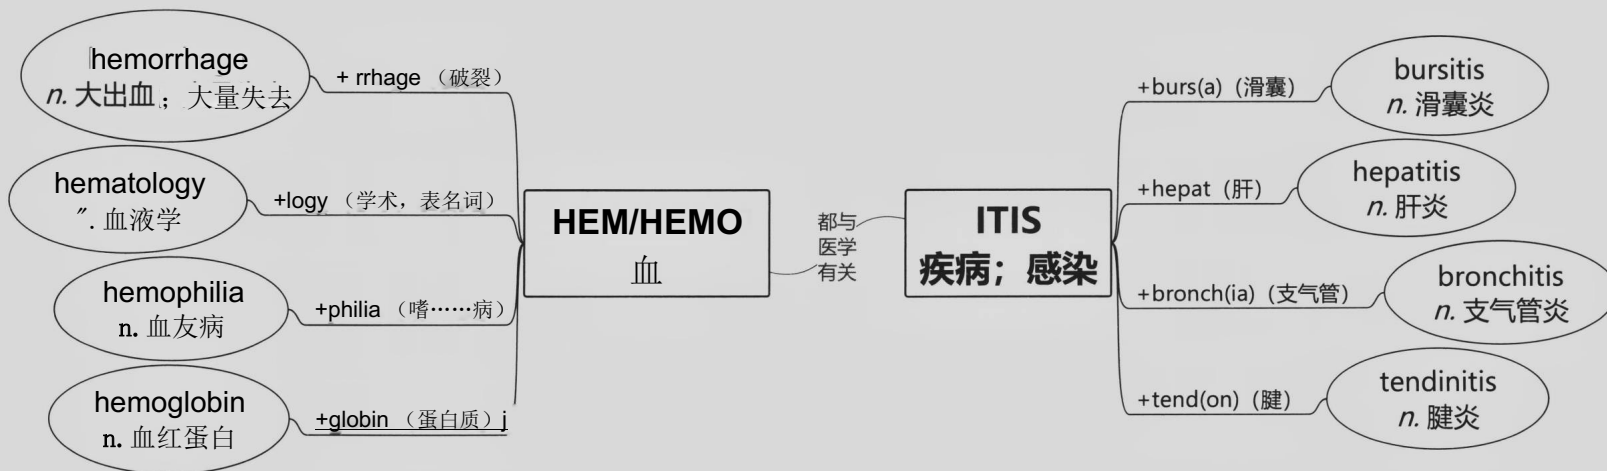 hemorrhage
n. 大出血；大量失去
+ rrhage （破裂）
hematology
". 血液学
+logy （学术，表名词）
hemophilia
n. 血友病
+philia （嗜……病）
hemoglobin
n. 血红蛋白
+globin （蛋白质）j
HEM/HEMO
血
都与
医学
有关
ITIS
疾病；感染
+burs(a)（滑囊）
bursitis
n. 滑囊炎
+hepat（肝）
hepatitis
n. 肝炎
+bronch(ia)（支气管）
bronchitis
n. 支气管炎
+tend(on)（腱）
tendinitis
n. 腱炎